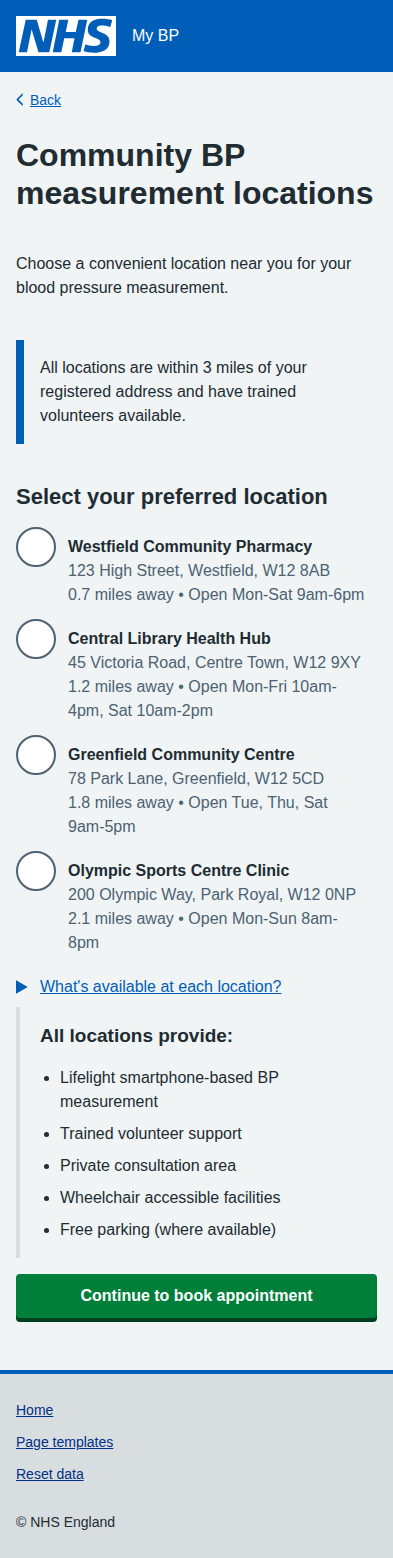 NHS My BP
Back
Community BP
measurement locations
Choose a convenient location near you for your
blood pressure measurement.
All locations are within 3 miles of your
registered address and have trained
volunteers available.
Select your preferred location
Westfield Community Pharmacy
123 High Street, Westfield, W12 8AB
0.7 miles away • Open Mon-Sat 9am-6pm
Central Library Health Hub
45 Victoria Road, Centre Town, W12 9XY
1.2 miles away • Open Mon-Fri 10am-
4pm, Sat 10am-2pm
Greenfield Community Centre
78 Park Lane, Greenfield, W12 5CD
1.8 miles away • Open Tue, Thu, Sat
9am-5pm
Olympic Sports Centre Clinic
200 Olympic Way, Park Royal, W12 0NP
2.1 miles away • Open Mon-Sun 8am-
8pm
What's available at each location?
All locations provide:
• Lifelight smartphone-based BP
measurement
• Trained volunteer support
• Private consultation area
• Wheelchair accessible facilities
• Free parking (where available)
Continue to book appointment
Home
Page templates
Reset data
© NHS England